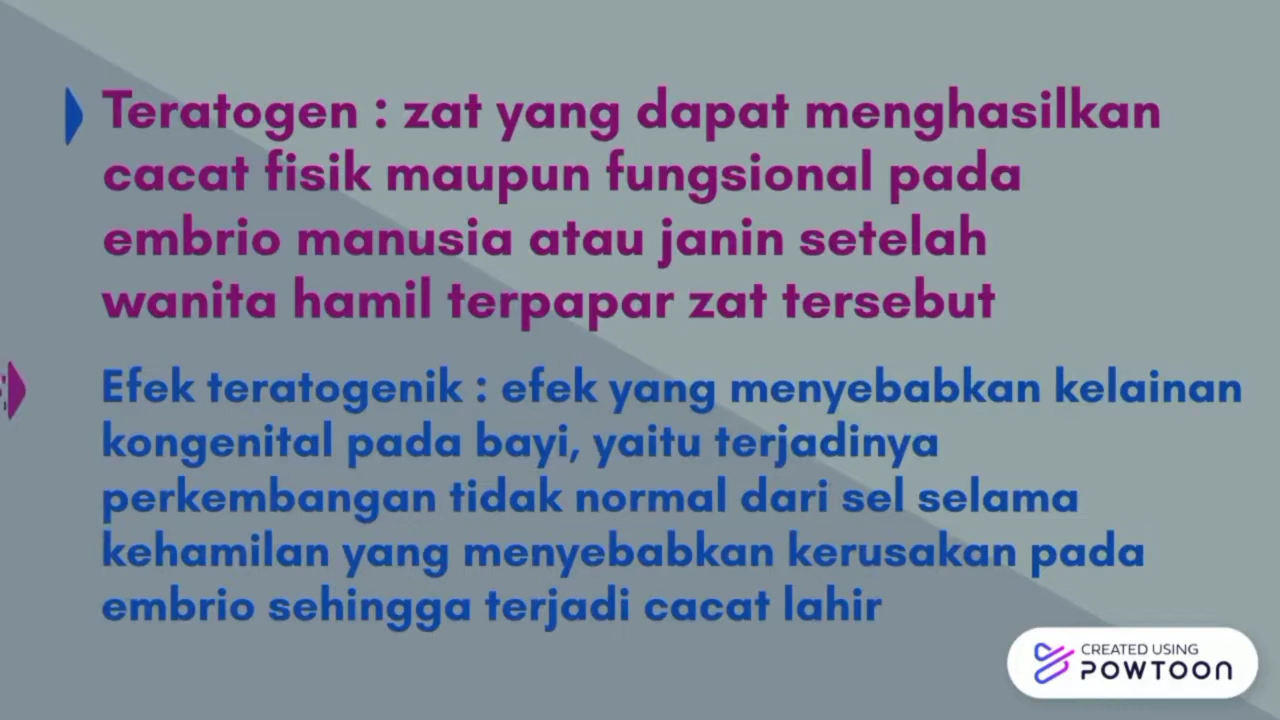 Teratogen : zat yang dapat menghasilkan
cacat fisik maupun fungsional pada
embrio manusia atau janin setelah
wanita hamil terpapar zat tersebut
Efek teratogenik : efek yang menyebabkan kelainan
kongenital pada bayi, yaitu terjadinya
perkembangan tidak normal dari sel selama
kehamilan yang menyebabkan kerusakan pada
embrio sehingga terjadi cacat lahir
CREATED USING
POWTOON